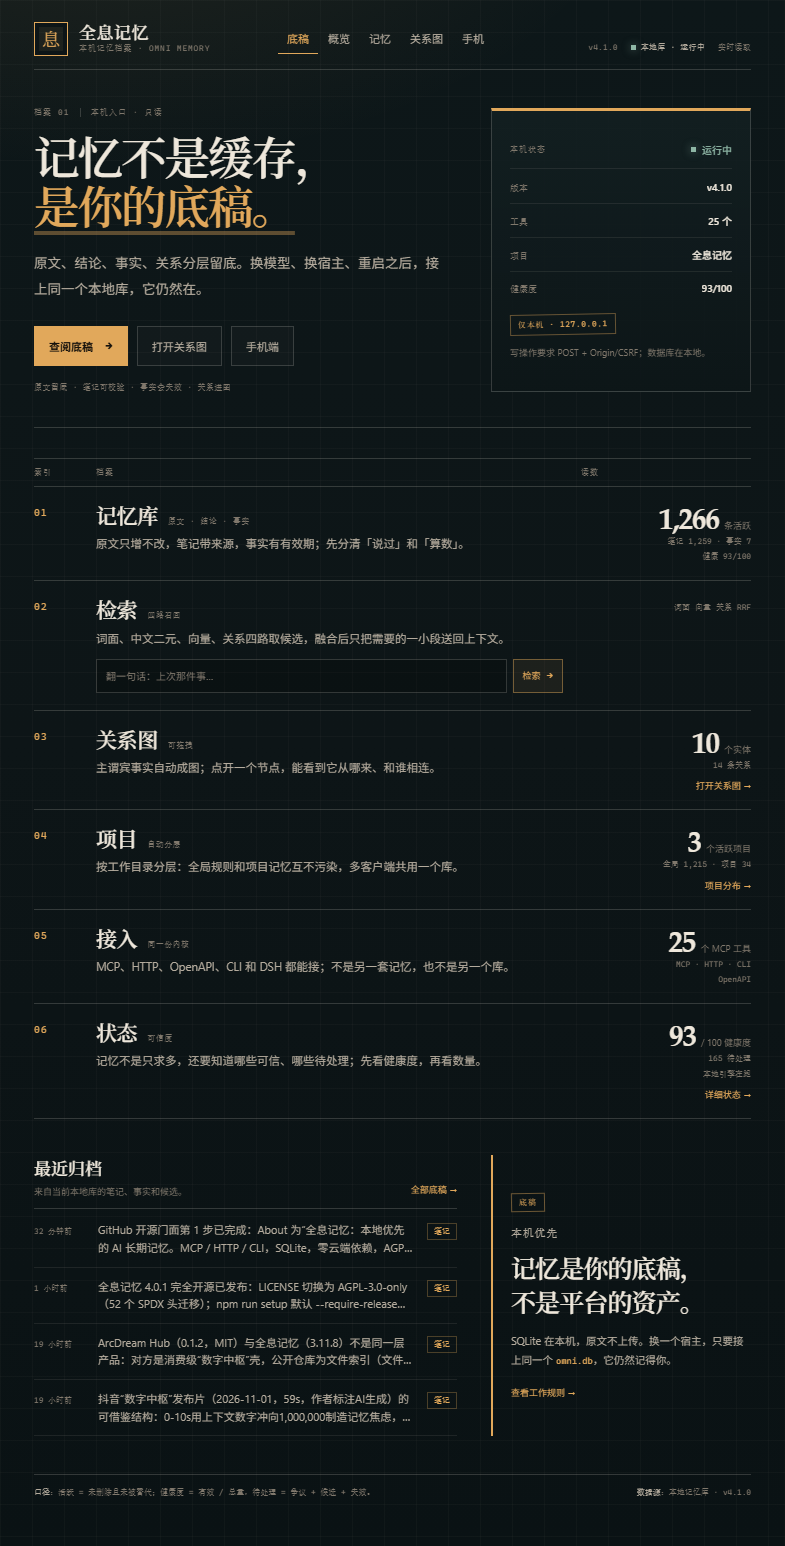 息
全息记忆
本机记忆档案 · OMNI MEMORY
底稿 概览 记忆 关系图 手机
v4.1.0 本地库 · 运行中 实时读取
档案 01 | 本机入口 · 只读
记忆不是缓存,
是你的底稿。
原文、结论、事实、关系分层留底。换模型、换宿主、重启之后，接
上同一个本地库，它仍然在。
查阅底稿 → 打开关系图 手机端
原文留底 · 笔记可校验 · 事实会失效 · 关系进图
本机状态 运行中
版本 v4.1.0
工具 25 个
项目 全息记忆
健康度 93/100
仅本机 · 127.0.0.1
写操作要求 POST + Origin/CSRF；数据库在本地。
索引 档案 读数
01 记忆库 原文 · 结论 · 事实
原文只增不改，笔记带来源，事实有有效期；先分清「说过」和「算数」。
1,266 条活跃
笔记 1,259 · 事实 7
健康 93/100
02 检索 四路召回
词面、中文二元、向量、关系四路取候选，融合后只把需要的一小段送回上下文。
词面 向量 关系 RRF
翻一句话：上次那件事…
检索 →
03 关系图 可拖拽
主谓宾事实自动成图；点开一个节点，能看到它从哪来、和谁相连。
10 个实体
14 条关系
打开关系图 →
04 项目 自动分层
按工作目录分层：全局规则和项目记忆互不污染，多客户端共用一个库。
3 个活跃项目
全局 1,215 · 项目 34
项目分布 →
05 接入 同一份内核
MCP、HTTP、OpenAPI、CLI 和 DSH 都能接；不是另一套记忆，也不是另一个库。
25 个 MCP 工具
MCP · HTTP · CLI
OpenAPI
06 状态 可信度
记忆不是只求多，还要知道哪些可信、哪些待处理；先看健康度，再看数量。
93 / 100 健康度
165 待处理
本地引擎在跑
详细状态 →
最近归档
来自当前本地库的笔记、事实和候选。
全部底稿 →
32 分钟前 GitHub 开源门面第 1 步已完成：About 为“全息记忆：本地优先 笔记
的 AI 长期记忆。MCP / HTTP / CLI，SQLite，零云端依赖，AGP…
1 小时前 全息记忆 4.0.1 完全开源已发布：LICENSE 切换为 AGPL-3.0-only 笔记
（52 个 SPDX 头迁移）；npm run setup 默认 --require-release…
19 小时前 ArcDream Hub（0.1.2，MIT）与全息记忆（3.11.8）不是同一层 笔记
产品：对方是消费级“数字中枢”壳，公开仓库为文件索引（文件…
19 小时前 抖音“数字中枢”发布片（2026-11-01，59s，作者标注AI生成）的 笔记
可借鉴结构：0-10s用上下文数字冲向1,000,000制造记忆焦虑，…
底稿
本机优先
记忆是你的底稿,
不是平台的资产。
SQLite 在本机，原文不上传。换一个宿主，只要接
上同一个 omni.db，它仍然记得你。
查看工作规则 →
口径：活跃 = 未删除且未被替代；健康度 = 有效 / 总量，待处理 = 争议 + 候选 + 失效。
数据源：本地记忆库 · v4.1.0